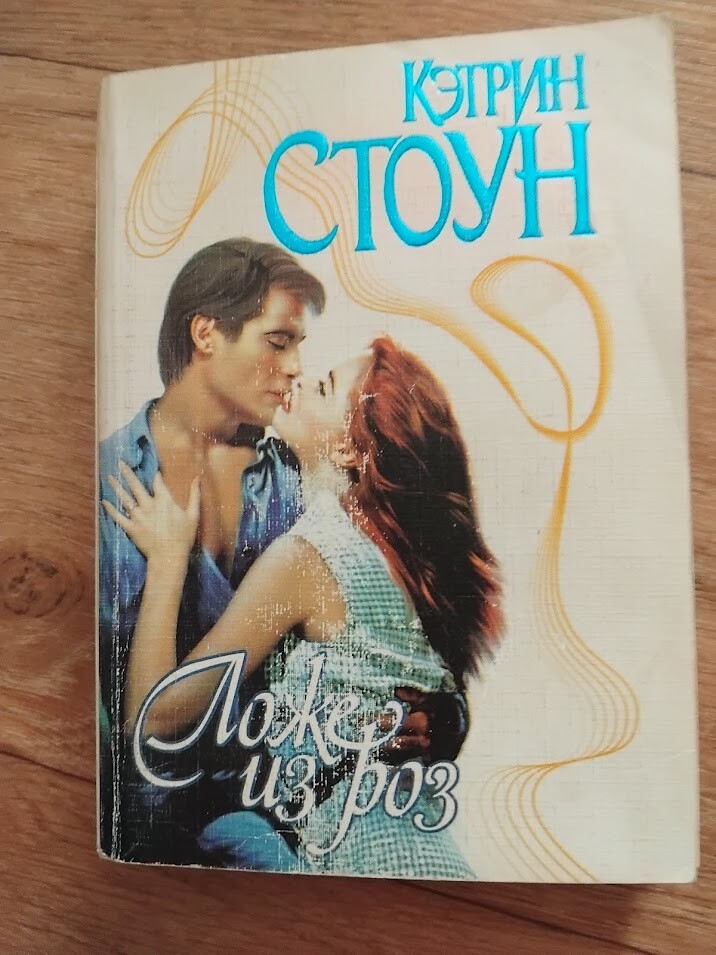 Кэтрин
Стоун
Ложе
из роз